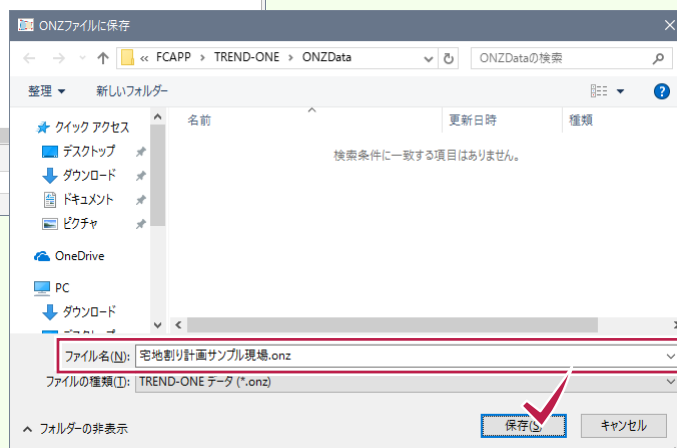 ONZファイルに保存
« FCAPP > TREND-ONE > ONZData
ONZDataの検索
整理 新しいフォルダー
名前 更新日時 種類
検索条件に一致する項目はありません。
クイック アクセス
デスクトップ
ダウンロード
ドキュメント
ピクチャ
OneDrive
PC
ダウンロード
ファイル名(N): 宅地割り計画サンプル現場.onz
ファイルの種類(T): TREND-ONE データ (*.onz)
フォルダーの非表示
保存(S) キャンセル